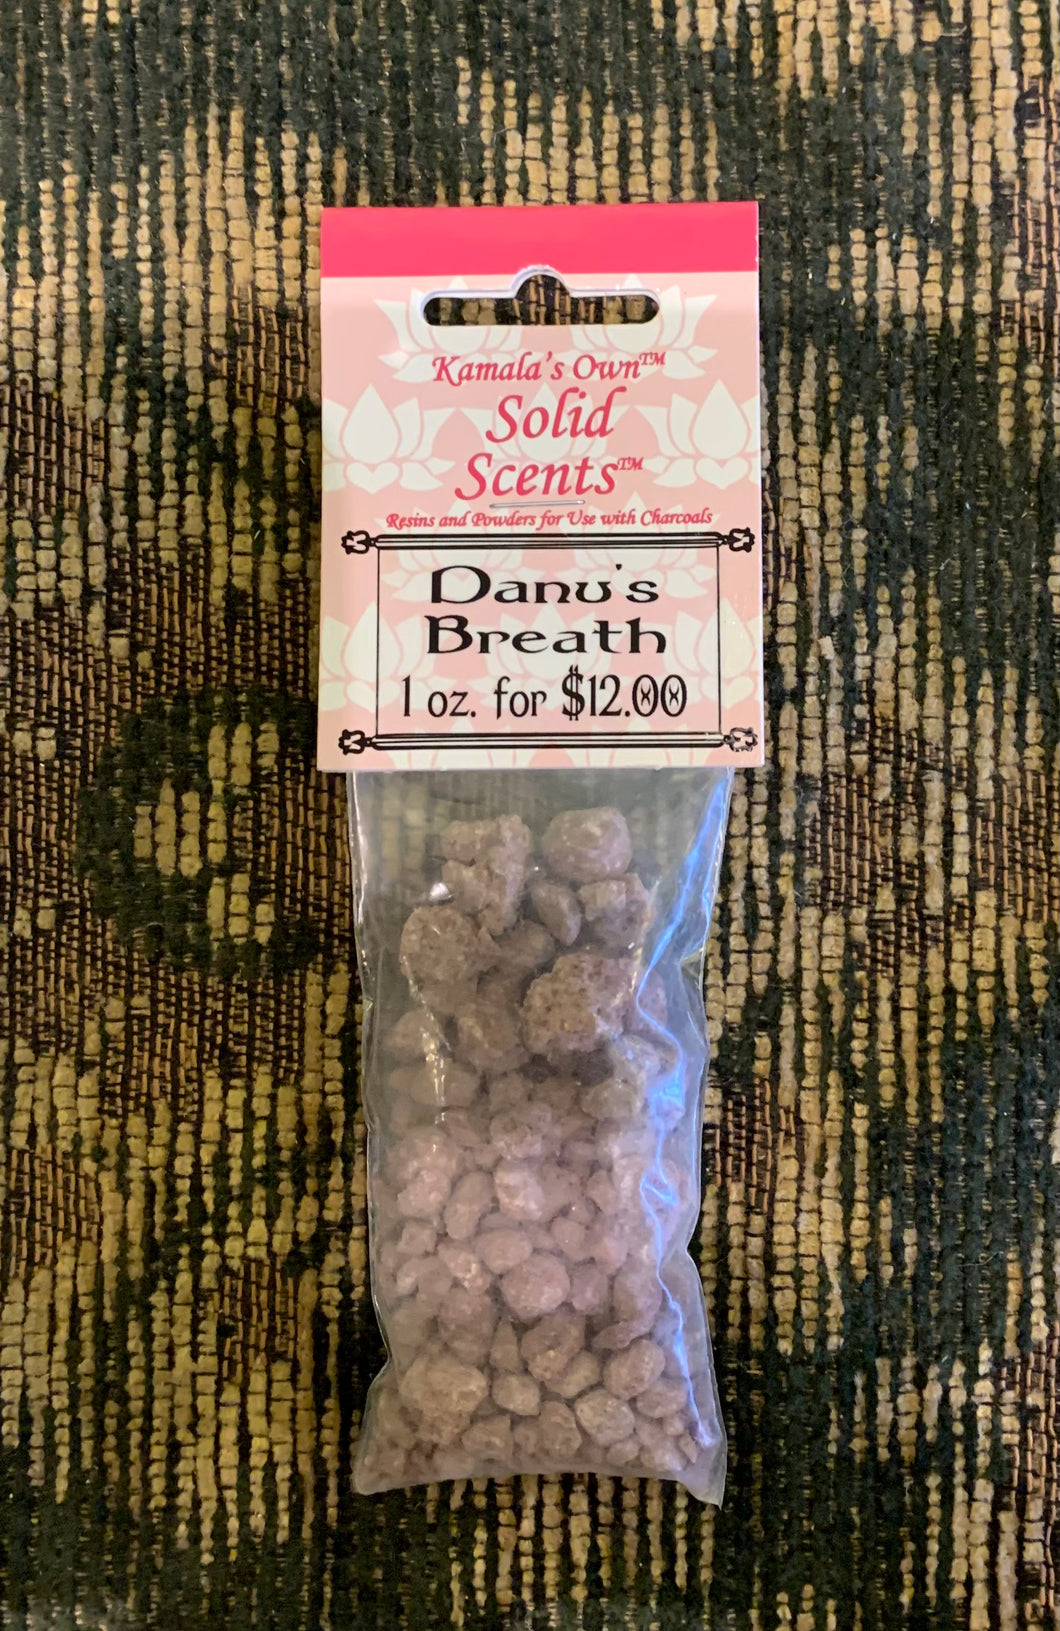 Kamala's Own™
Solid
Scents™
Resins and Powders for Use with Charcoals
Danu's
Breath
1 oz. for $12.00